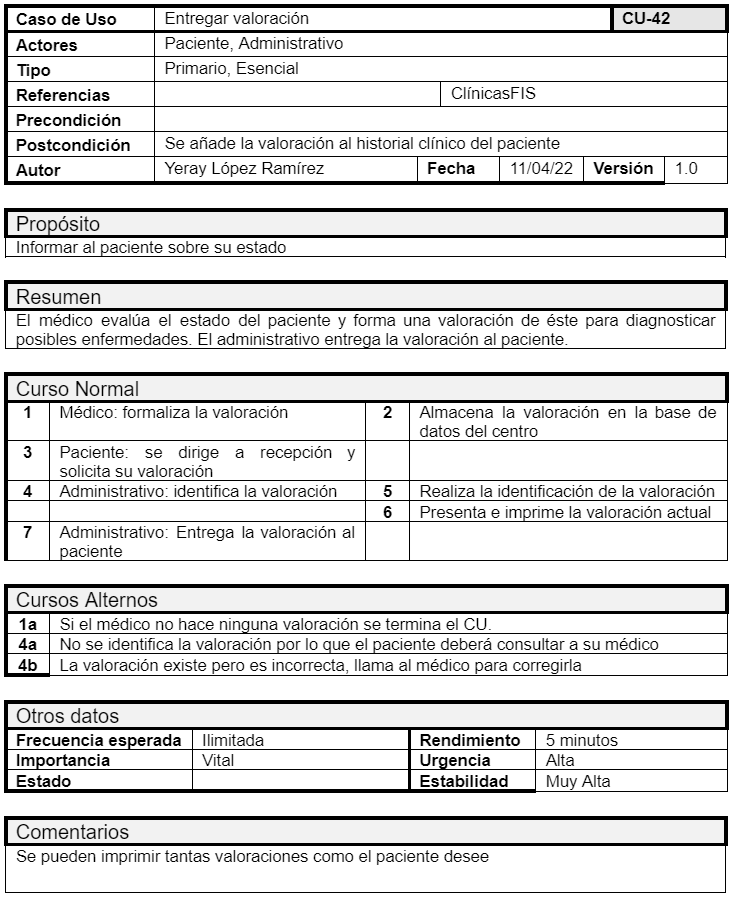 Caso de Uso Entregar valoración CU-42
Actores Paciente, Administrativo
Tipo Primario, Esencial
Referencias ClínicasFIS
Precondición
Postcondición Se añade la valoración al historial clínico del paciente
Autor Yeray López Ramírez Fecha 11/04/22 Versión 1.0
Propósito
Informar al paciente sobre su estado
Resumen
El médico evalúa el estado del paciente y forma una valoración de éste para diagnosticar
posibles enfermedades. El administrativo entrega la valoración al paciente.
Curso Normal
1 Médico: formaliza la valoración 2 Almacena la valoración en la base de
datos del centro
3 Paciente: se dirige a recepción y
solicita su valoración
4 Administrativo: identifica la valoración 5 Realiza la identificación de la valoración
6 Presenta e imprime la valoración actual
7 Administrativo: Entrega la valoración al
paciente
Cursos Alternos
1a Si el médico no hace ninguna valoración se termina el CU.
4a No se identifica la valoración por lo que el paciente deberá consultar a su médico
4b La valoración existe pero es incorrecta, llama al médico para corregirla
Otros datos
Frecuencia esperada Ilimitada Rendimiento 5 minutos
Importancia Vital Urgencia Alta
Estado Estabilidad Muy Alta
Comentarios
Se pueden imprimir tantas valoraciones como el paciente desee